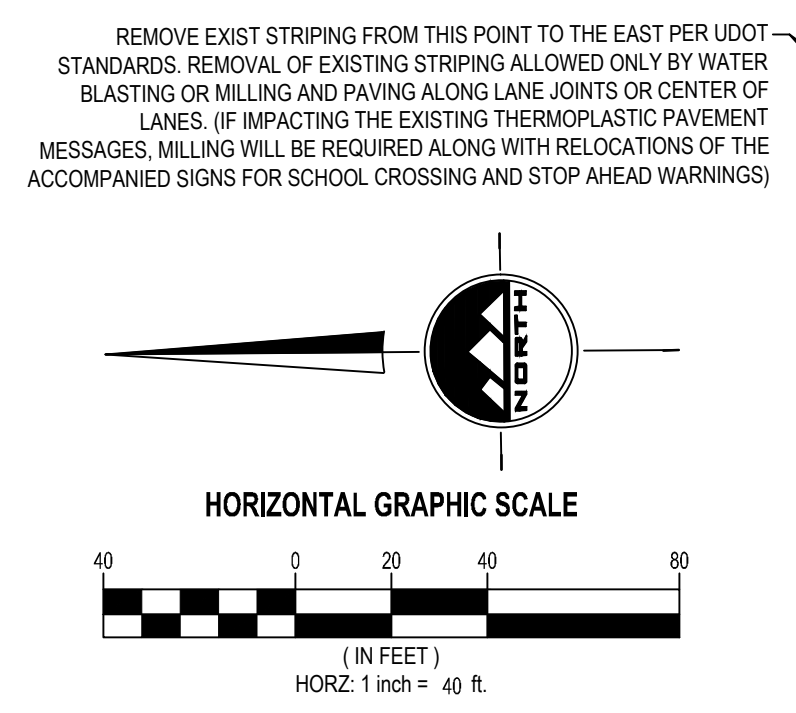 REMOVE EXIST STRIPING FROM THIS POINT TO THE EAST PER UDOT
STANDARDS. REMOVAL OF EXISTING STRIPING ALLOWED ONLY BY WATER
BLASTING OR MILLING AND PAVING ALONG LANE JOINTS OR CENTER OF
LANES. (IF IMPACTING THE EXISTING THERMOPLASTIC PAVEMENT
MESSAGES, MILLING WILL BE REQUIRED ALONG WITH RELOCATIONS OF THE
ACCOMPANIED SIGNS FOR SCHOOL CROSSING AND STOP AHEAD WARNINGS)
NORTH
HORIZONTAL GRAPHIC SCALE
40 0 20 40 80
( IN FEET )
HORZ: 1 inch = 40 ft.